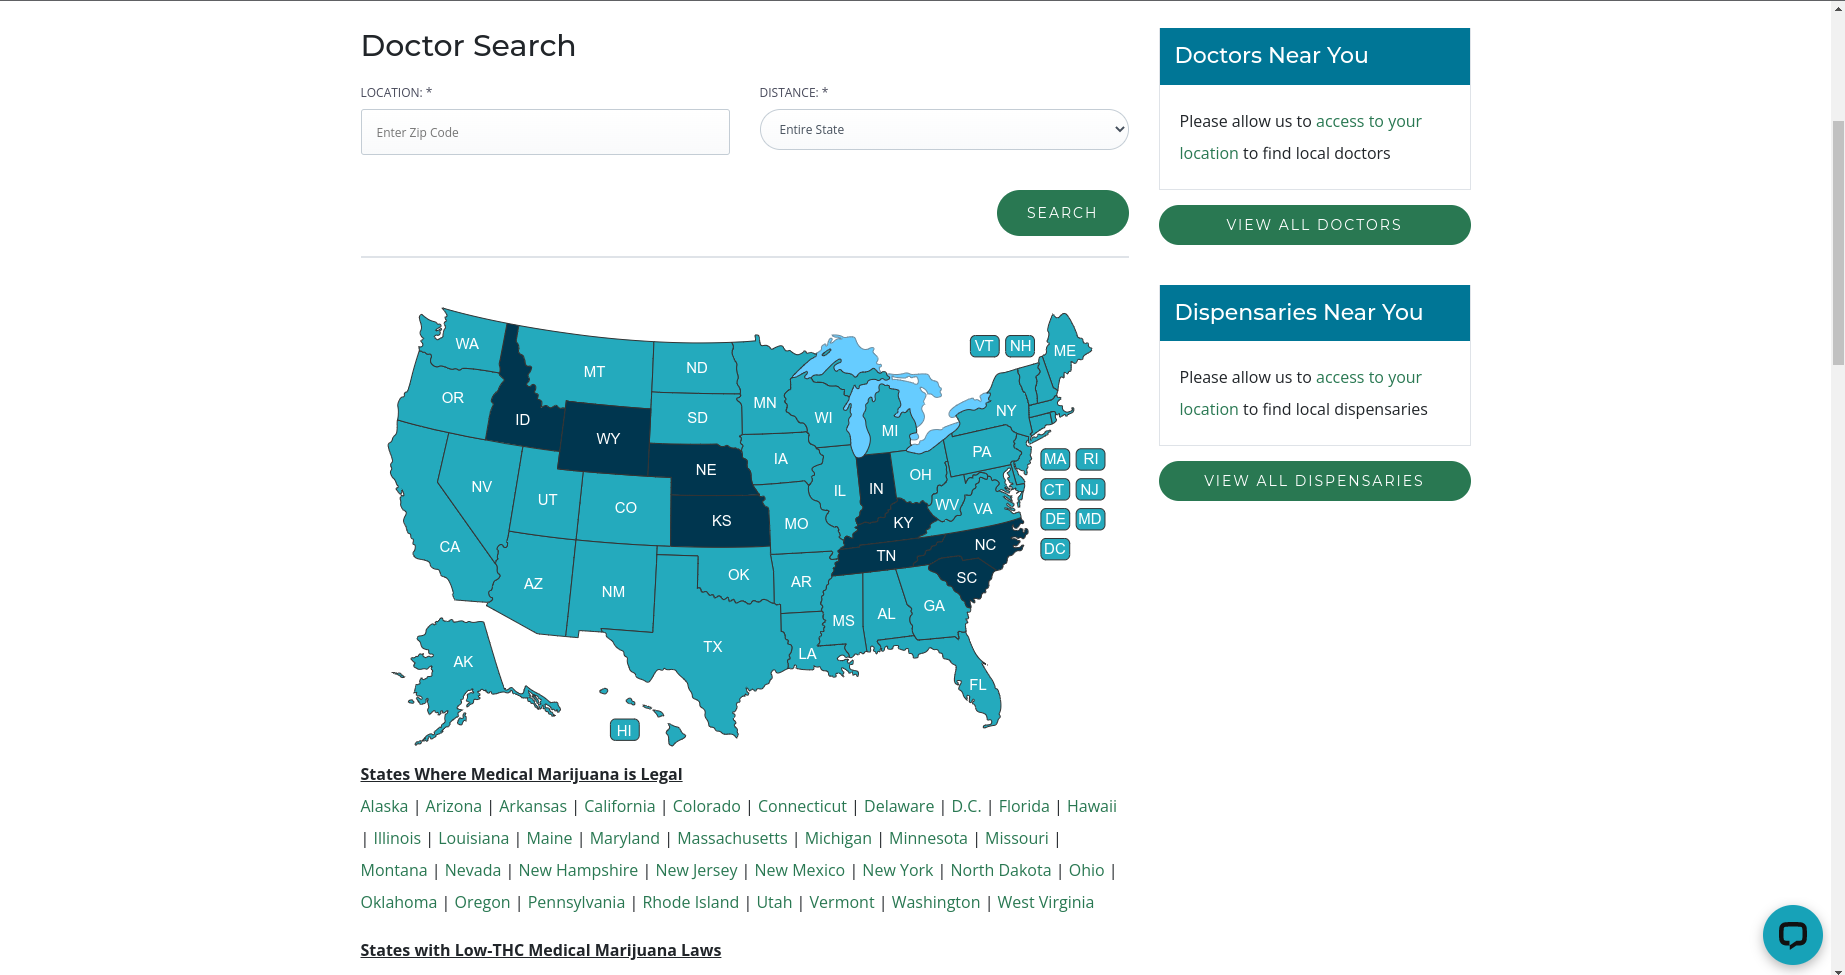 Doctor Search
LOCATION: *
DISTANCE: *
Enter Zip Code
Entire State
SEARCH
Doctors Near You
Please allow us to access to your
location to find local doctors
VIEW ALL DOCTORS
Dispensaries Near You
Please allow us to access to your
location to find local dispensaries
VIEW ALL DISPENSARIES
WA
MT
ND
VT
NH
ME
OR
ID
WY
SD
MN
WI
MI
NY
NV
UT
CO
NE
IA
IL
IN
OH
PA
MA
RI
CT
NJ
DE
MD
DC
CA
KS
MO
KY
WV
VA
NC
TN
SC
AZ
NM
OK
AR
MS
AL
GA
TX
LA
FL
AK
HI
States Where Medical Marijuana is Legal
Alaska | Arizona | Arkansas | California | Colorado | Connecticut | Delaware | D.C. | Florida | Hawaii
| Illinois | Louisiana | Maine | Maryland | Massachusetts | Michigan | Minnesota | Missouri |
Montana | Nevada | New Hampshire | New Jersey | New Mexico | New York | North Dakota | Ohio |
Oklahoma | Oregon | Pennsylvania | Rhode Island | Utah | Vermont | Washington | West Virginia
States with Low-THC Medical Marijuana Laws